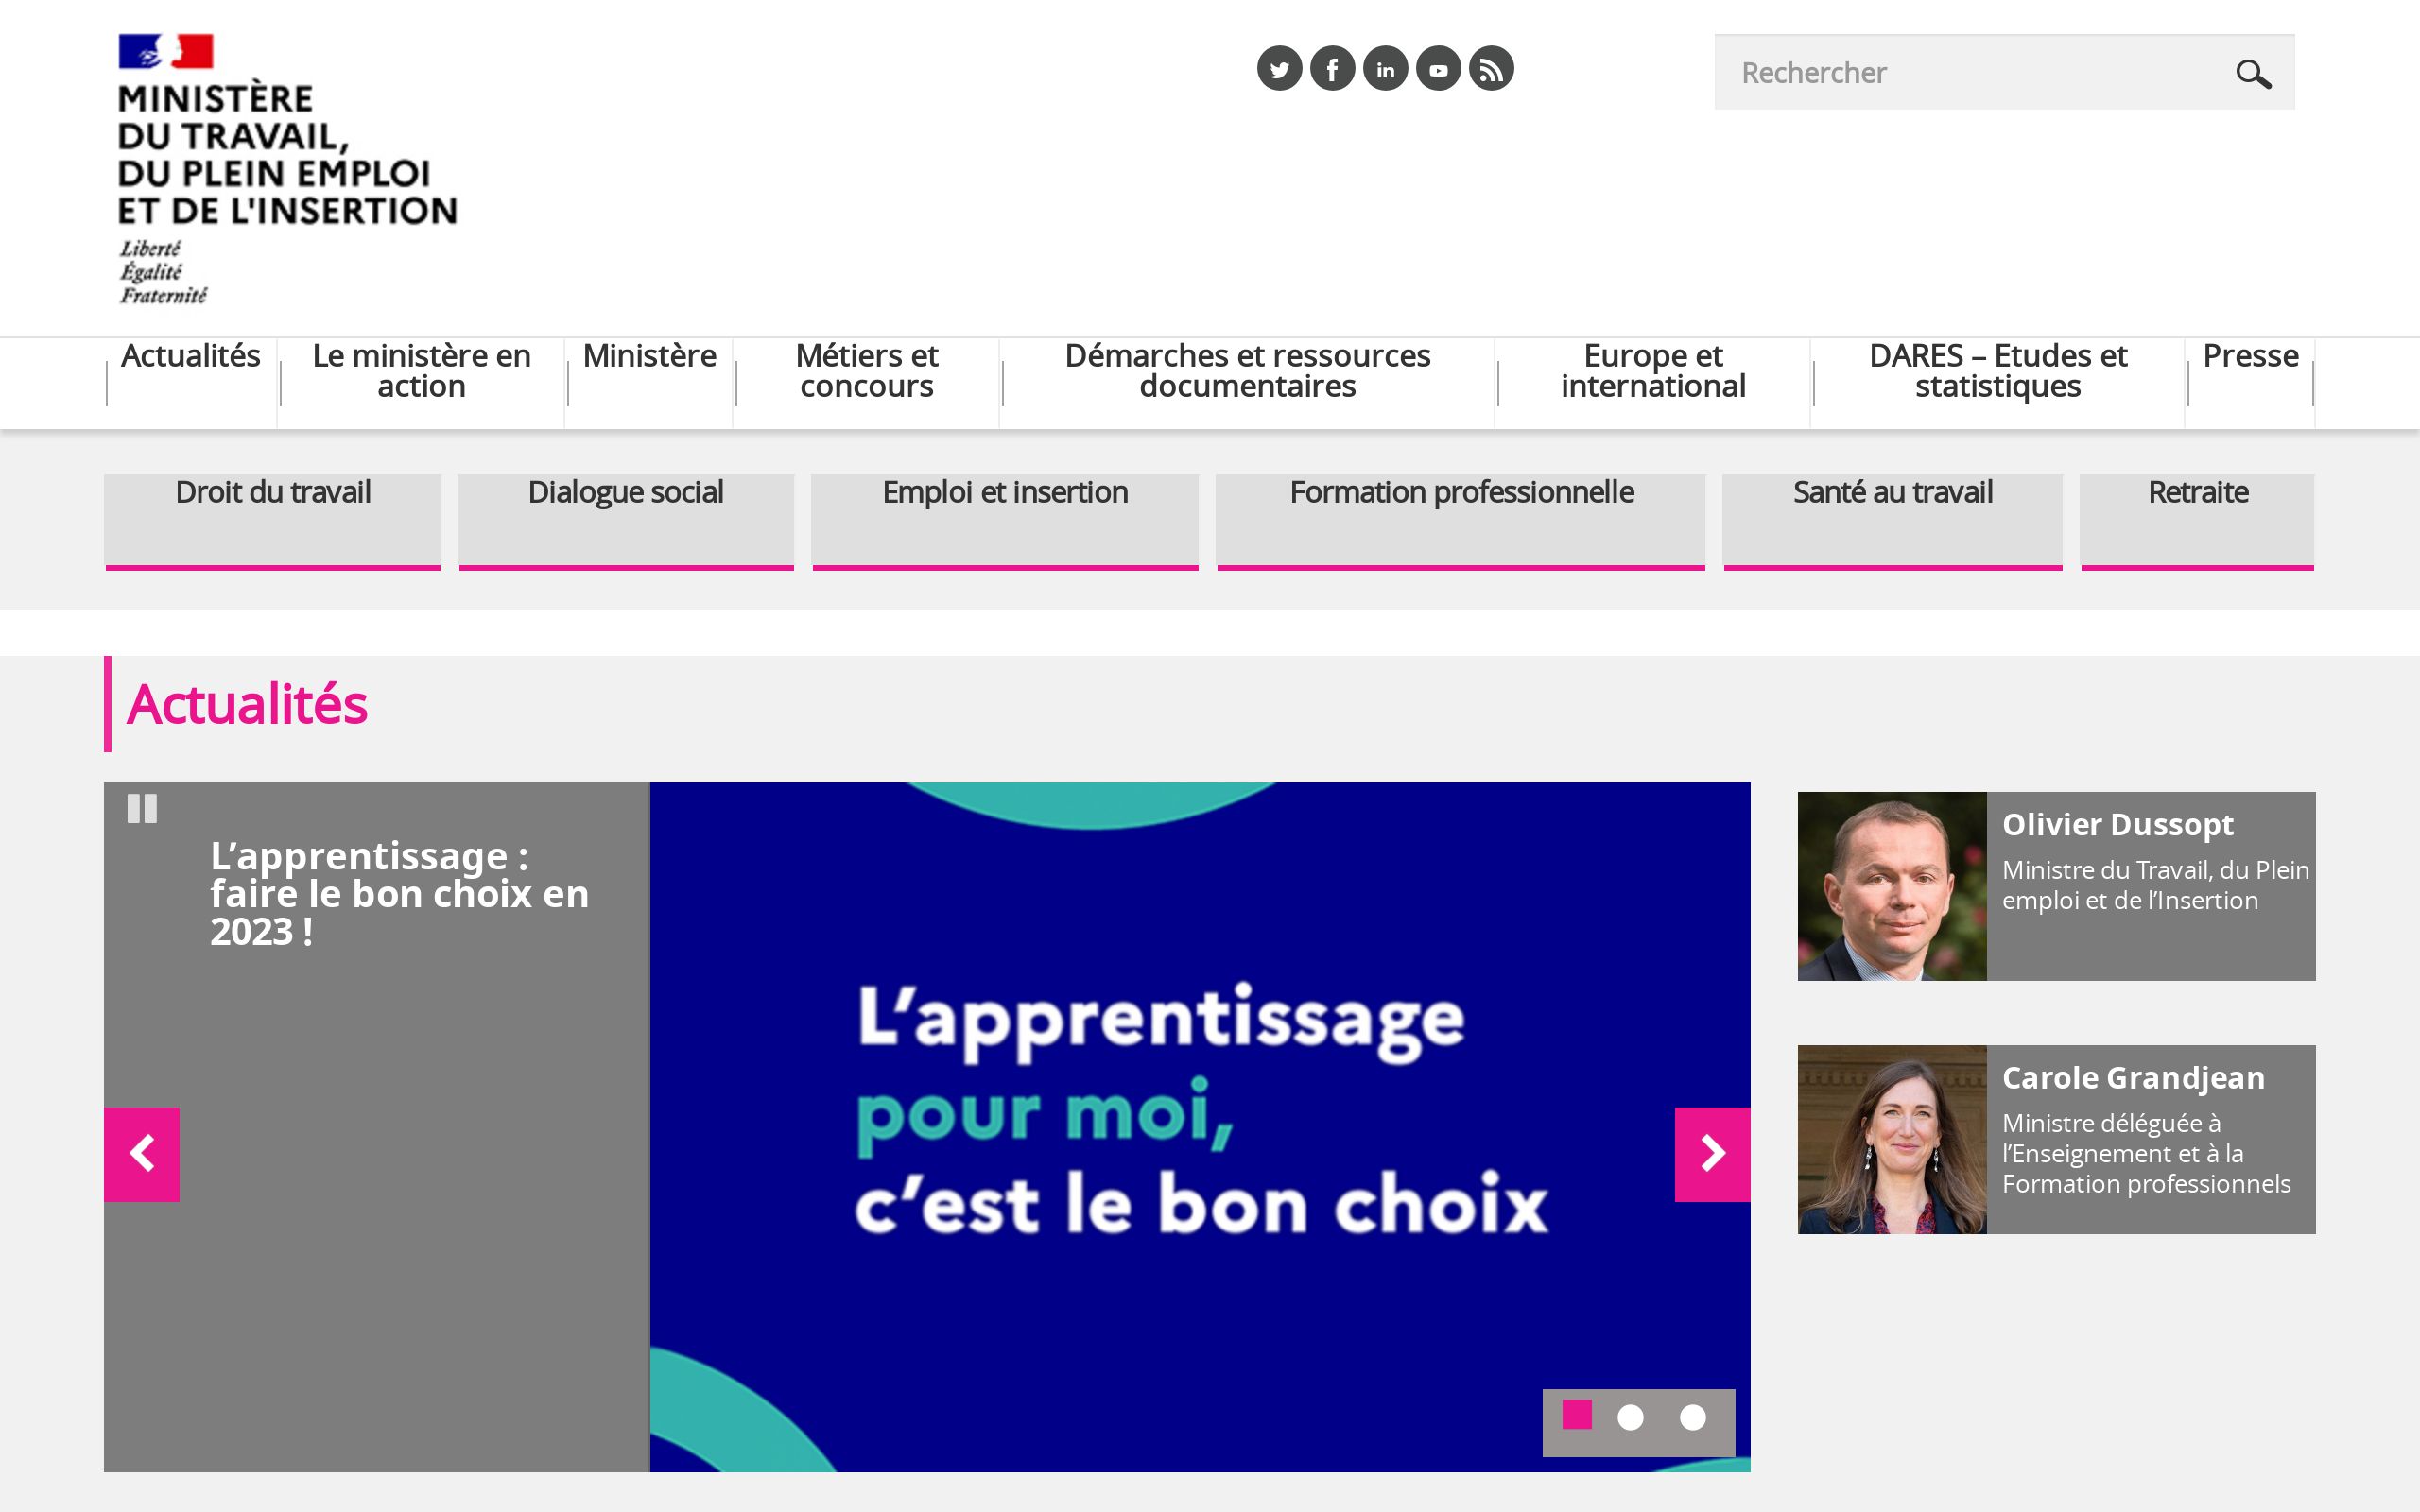 MINISTÈRE
DU TRAVAIL,
DU PLEIN EMPLOI
ET DE L'INSERTION
Liberté
Égalité
Fraternité
Rechercher
Actualités
Le ministère en
action
Ministère
Métiers et
concours
Démarches et ressources
documentaires
Europe et
international
DARES – Etudes et
statistiques
Presse
Droit du travail
Dialogue social
Emploi et insertion
Formation professionnelle
Santé au travail
Retraite
Actualités
L’apprentissage :
faire le bon choix en
2023 !
L’apprentissage
pour moi,
c’est le bon choix
Olivier Dussopt
Ministre du Travail, du Plein
emploi et de l’Insertion
Carole Grandjean
Ministre déléguée à
l’Enseignement et à la
Formation professionnels